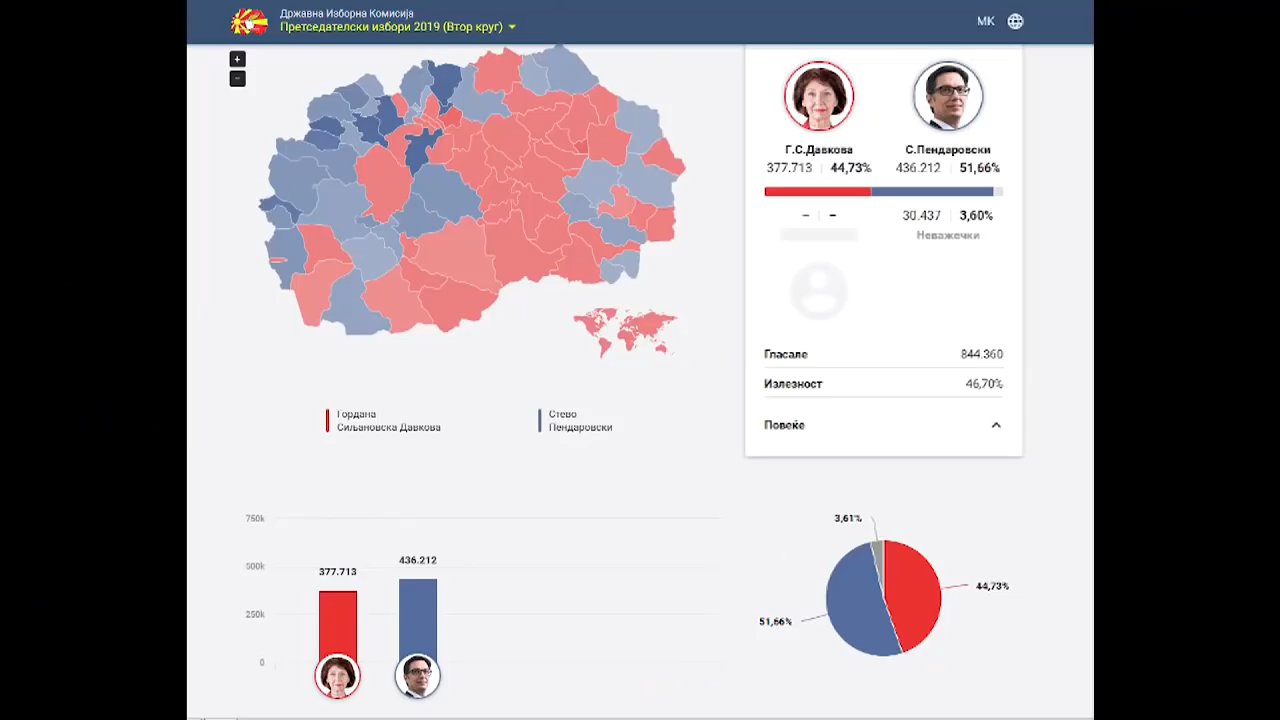 Државна Изборна Комисија
Претседателски избори 2019 (Втор круг)
МК
+
-
Г.С.Давкова
С.Пендаровски
377.713 | 44,73%
436.212 | 51,66%
– | –
30.437 | 3,60%
Неважечки
Гласале 844.360
Излезност 46,70%
Повеќе
Гордана
Сиљановска Давкова
Стево
Пендаровски
750k
500k
250k
0
377.713
436.212
3,61%
44,73%
51,66%